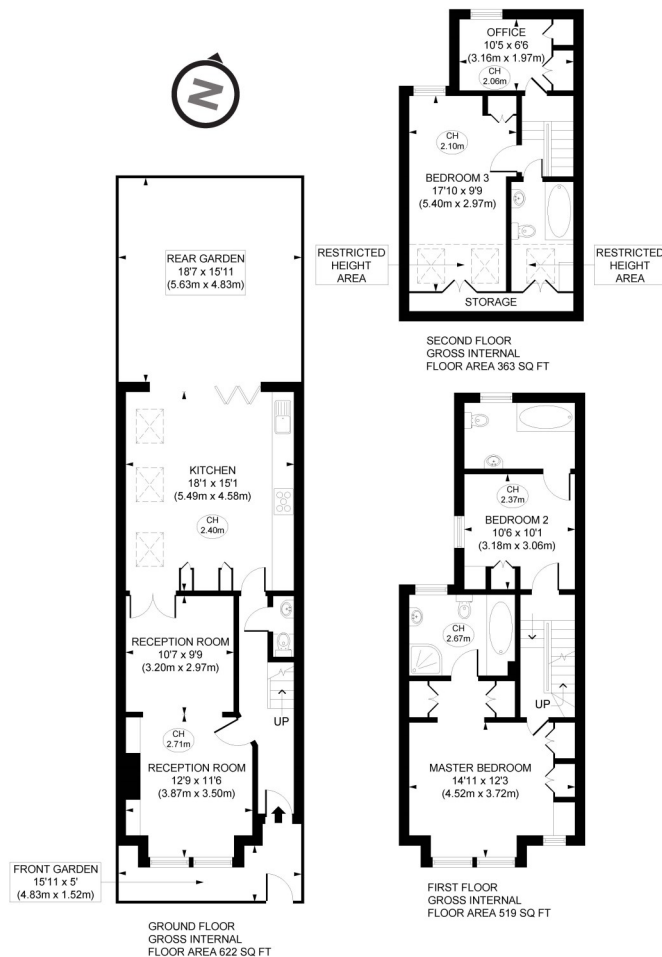 N
OFFICE
10'5 x 6'6
(3.16m x 1.97m)
CH
2.06m
CH
2.10m
BEDROOM 3
17'10 x 9'9
(5.40m x 2.97m)
RESTRICTED
HEIGHT
AREA
RESTRICTED
HEIGHT
AREA
STORAGE
SECOND FLOOR
GROSS INTERNAL
FLOOR AREA 363 SQ FT
REAR GARDEN
18'7 x 15'11
(5.63m x 4.83m)
KITCHEN
18'1 x 15'1
(5.49m x 4.58m)
CH
2.40m
RECEPTION ROOM
10'7 x 9'9
(3.20m x 2.97m)
UP
CH
2.71m
RECEPTION ROOM
12'9 x 11'6
(3.87m x 3.50m)
FRONT GARDEN
15'11 x 5'
(4.83m x 1.52m)
GROUND FLOOR
GROSS INTERNAL
FLOOR AREA 622 SQ FT
CH
2.37m
BEDROOM 2
10'6 x 10'1
(3.18m x 3.06m)
CH
2.67m
UP
MASTER BEDROOM
14'11 x 12'3
(4.52m x 3.72m)
FIRST FLOOR
GROSS INTERNAL
FLOOR AREA 519 SQ FT